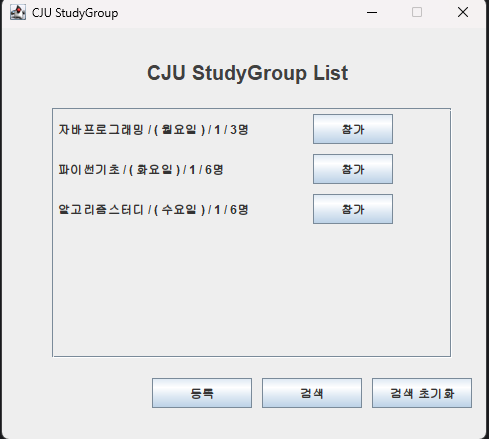 CJU StudyGroup
CJU StudyGroup List
자바프로그래밍 / ( 월요일 ) / 1 / 3명 참가
파이썬기초 / ( 화요일 ) / 1 / 6명 참가
알고리즘스터디 / ( 수요일 ) / 1 / 6명 참가
등록 검색 검색 초기화